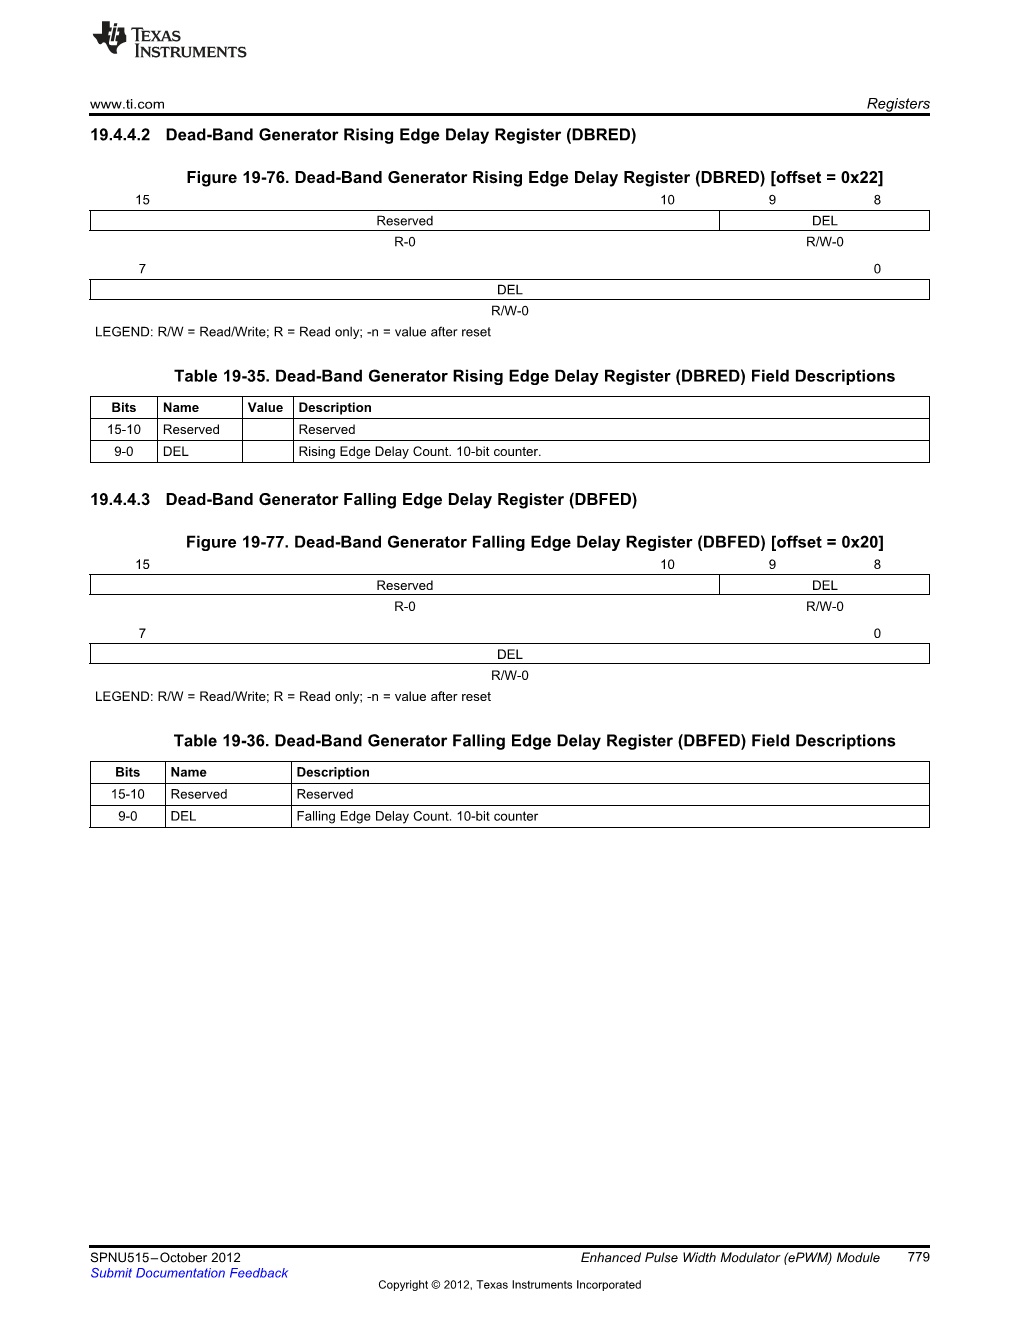 TEXAS
INSTRUMENTS
www.ti.com Registers
19.4.4.2 Dead-Band Generator Rising Edge Delay Register (DBRED)
Figure 19-76. Dead-Band Generator Rising Edge Delay Register (DBRED) [offset = 0x22]
15 10 9 8
Reserved DEL
R-0 R/W-0
7 0
DEL
R/W-0
LEGEND: R/W = Read/Write; R = Read only; -n = value after reset
Table 19-35. Dead-Band Generator Rising Edge Delay Register (DBRED) Field Descriptions
Bits Name Value Description
15-10 Reserved Reserved
9-0 DEL Rising Edge Delay Count. 10-bit counter.
19.4.4.3 Dead-Band Generator Falling Edge Delay Register (DBFED)
Figure 19-77. Dead-Band Generator Falling Edge Delay Register (DBFED) [offset = 0x20]
15 10 9 8
Reserved DEL
R-0 R/W-0
7 0
DEL
R/W-0
LEGEND: R/W = Read/Write; R = Read only; -n = value after reset
Table 19-36. Dead-Band Generator Falling Edge Delay Register (DBFED) Field Descriptions
Bits Name Description
15-10 Reserved Reserved
9-0 DEL Falling Edge Delay Count. 10-bit counter
SPNU515–October 2012 Enhanced Pulse Width Modulator (ePWM) Module 779
Submit Documentation Feedback
Copyright © 2012, Texas Instruments Incorporated